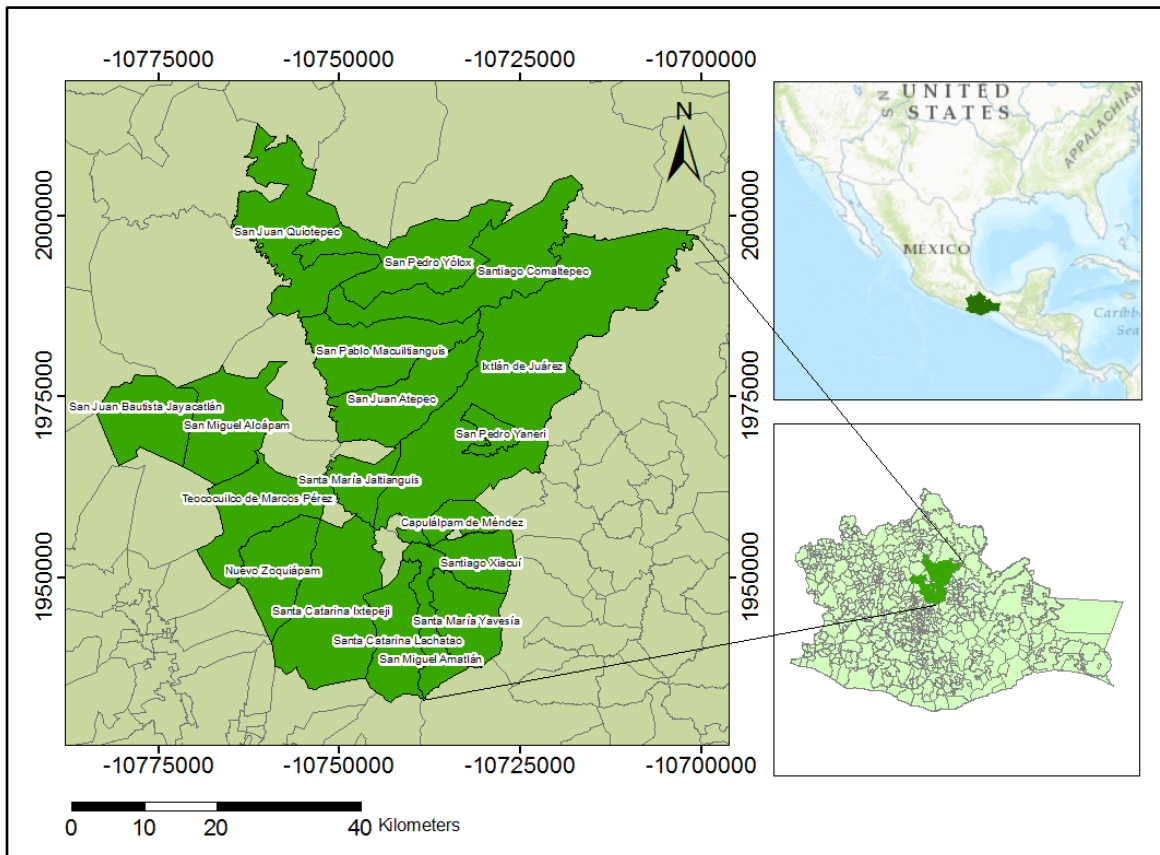 -10775000 -10750000 -10725000 -10700000
N
2000000
1975000
1950000
2000000
1975000
1950000
San Juan Quiotepec
San Pedro Yólox
Santiago Comaltepec
San Pablo Macuiltianguis
Ixtlán de Juárez
San Juan Atepec
San Juan Bautista Jayacatlán
San Miguel Aloápam
San Pedro Yaneri
Santa María Jaltianguis
Teococuilco de Marcos Pérez
Capulálpam de Méndez
Santiago Xiacuí
Nuevo Zoquiápam
Santa Catarina Ixtepeji
Santa María Yavesía
Santa Catarina Lachatao
San Miguel Amatlán
-10775000 -10750000 -10725000 -10700000
0 10 20 40 Kilometers
UNITED
STATES
APPALACHIAN
MÉXICO
Caribb
Sea